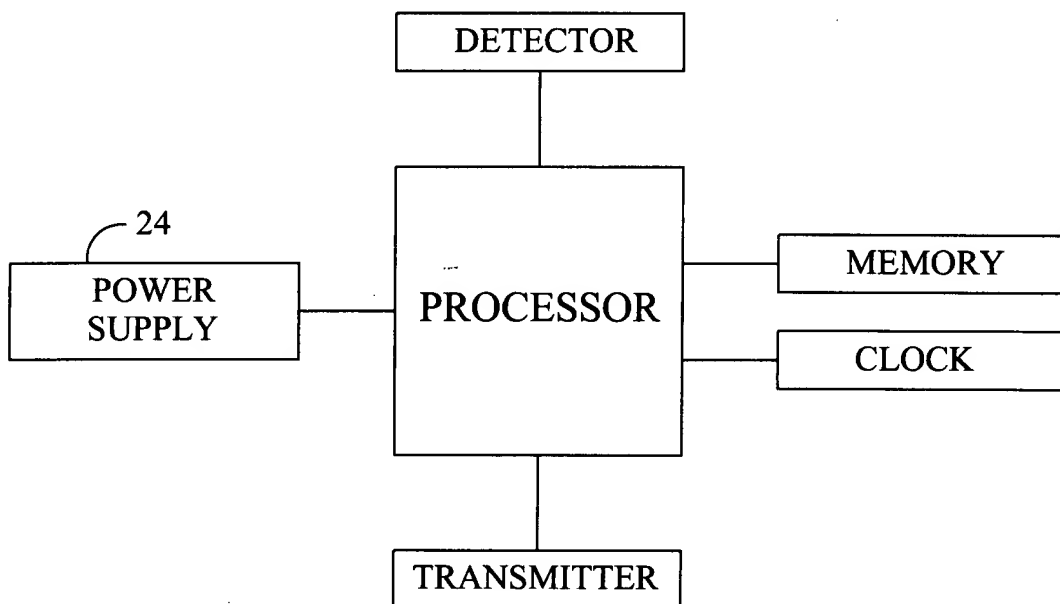 DETECTOR
24
POWER
SUPPLY
PROCESSOR
MEMORY
CLOCK
TRANSMITTER